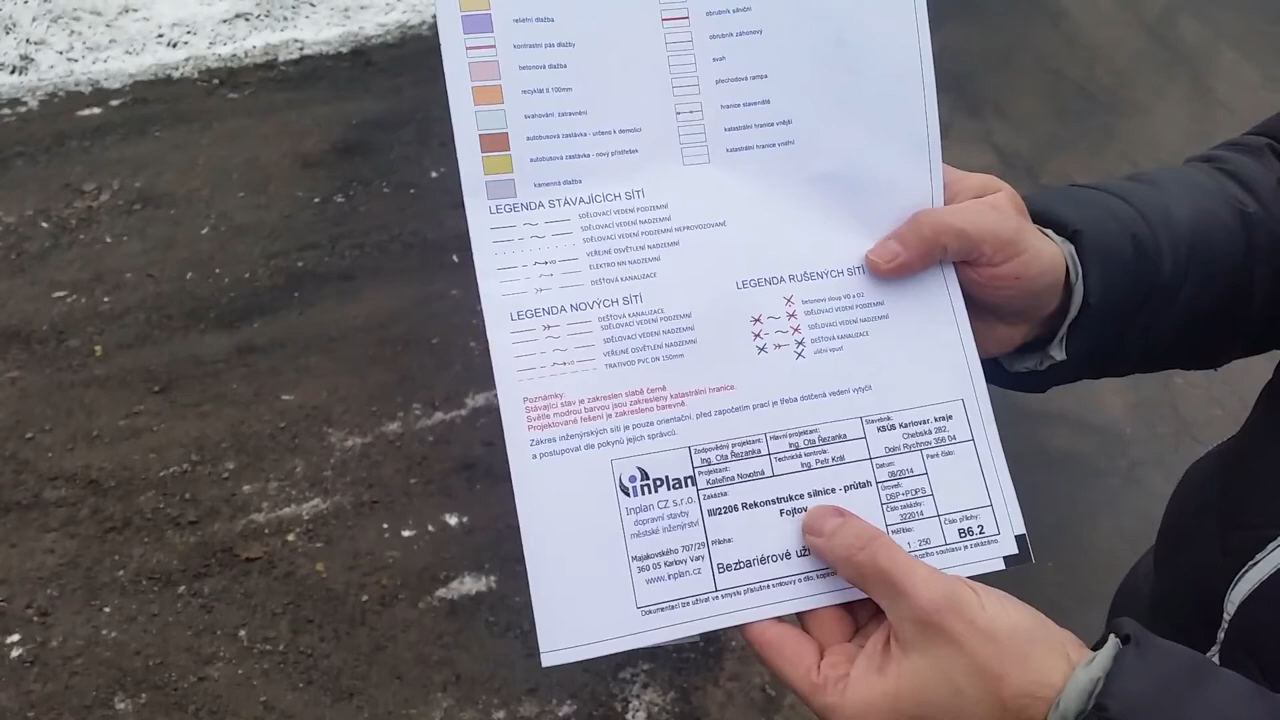 reliéfní dlažba
kontrastní pás dlažby
betonová dlažba
recyklát tl.100mm
svahování, zatravnění
autobusová zastávka - určeno k demolici
autobusová zastávka - nový přístřešek
kamenná dlažba
obrubník silniční
obrubník záhonový
svah
přechodová rampa
hranice staveniště
katastrální hranice vnější
katastrální hranice vnitřní
LEGENDA STÁVAJÍCÍCH SÍTÍ
SDĚLOVACÍ VEDENÍ PODZEMNÍ
SDĚLOVACÍ VEDENÍ NADZEMNÍ
SDĚLOVACÍ VEDENÍ PODZEMNÍ NEPROVOZOVANÉ
VO VEŘEJNÉ OSVĚTLENÍ NADZEMNÍ
ELEKTRO NN NADZEMNÍ
DEŠŤOVÁ KANALIZACE
LEGENDA NOVÝCH SÍTÍ
DEŠŤOVÁ KANALIZACE
SDĚLOVACÍ VEDENÍ PODZEMNÍ
SDĚLOVACÍ VEDENÍ NADZEMNÍ
VO VEŘEJNÉ OSVĚTLENÍ NADZEMNÍ
TRATIVOD PVC DN 150mm
LEGENDA RUŠENÝCH SÍTÍ
betonový sloup VO a O2
SDĚLOVACÍ VEDENÍ PODZEMNÍ
SDĚLOVACÍ VEDENÍ NADZEMNÍ
DEŠŤOVÁ KANALIZACE
uliční vpusť
Poznámky:
Stávající stav je zakreslen slabě černě.
Světle modrou barvou jsou zakresleny katastrální hranice.
Projektované řešení je zakresleno barevně.
Zákres inženýrských sítí je pouze orientační, před započetím prací je třeba dotčená vedení vytyčit
a postupovat dle pokynů jejich správců.
inPlan
Inplan CZ s.r.o.
dopravní stavby
městské inženýrství
Majakovského 707/29
360 05 Karlovy Vary
www.inplan.cz
Zodpovědný projektant:
Ing. Ota Řezanka
Hlavní projektant:
Ing. Ota Řezanka
Projektant:
Kateřina Novotná
Technická kontrola:
Ing. Petr Král
Stavebník:
KSÚS Karlovar. kraje
Chebská 282,
Dolní Rychnov 356 04
Zakázka:
III/2206 Rekonstrukce silnice - průtah
Fojtov
Příloha:
Bezbariérové
Datum:
08/2014
Úroveň:
DSP+PDPS
Číslo zakázky:
322014
Měřítko:
1 : 250
Paré číslo:
Číslo přílohy:
B6.2
Dokumentaci lze užívat ve smyslu příslušné smlouvy o dílo, souhlasu je zakázáno